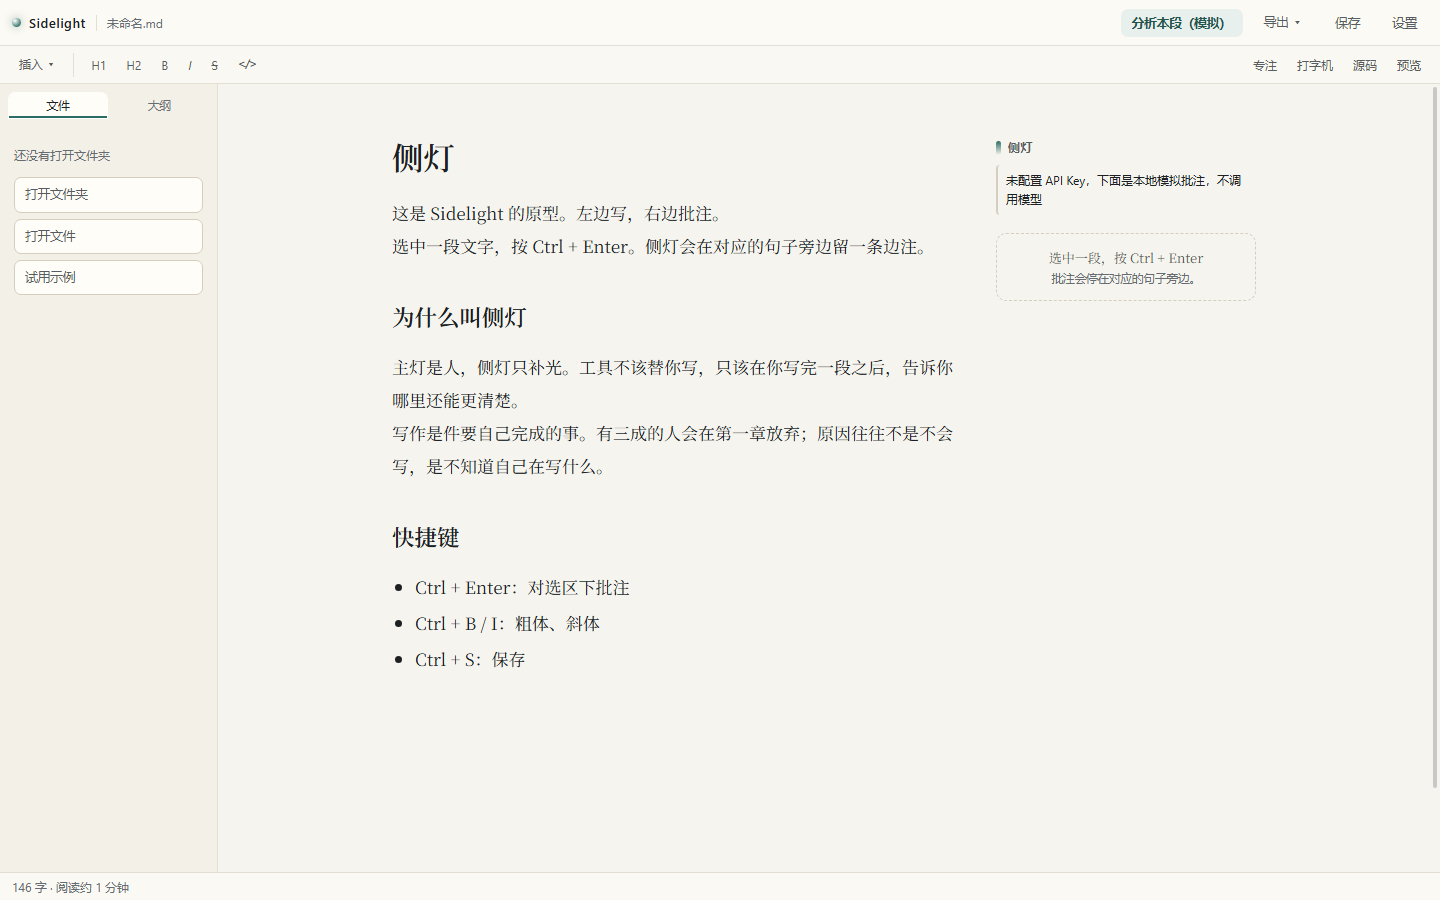 Sidelight 未命名.md 分析本段（模拟） 导出 保存 设置
插入 H1 H2 B I S </> 专注 打字机 源码 预览
文件 大纲
还没有打开文件夹
打开文件夹
打开文件
试用示例
侧灯
这是 Sidelight 的原型。左边写，右边批注。
选中一段文字，按 Ctrl + Enter。侧灯会在对应的句子旁边留一条边注。
为什么叫侧灯
主灯是人，侧灯只补光。工具不该替你写，只该在你写完一段之后，告诉你
哪里还能更清楚。
写作是件要自己完成的事。有三成的人会在第一章放弃；原因往往不是不会
写，是不知道自己在写什么。
快捷键
Ctrl + Enter：对选区下批注
Ctrl + B / I：粗体、斜体
Ctrl + S：保存
侧灯
未配置 API Key，下面是本地模拟批注，不调
用模型
选中一段，按 Ctrl + Enter
批注会停在对应的句子旁边。
146 字 · 阅读约 1 分钟